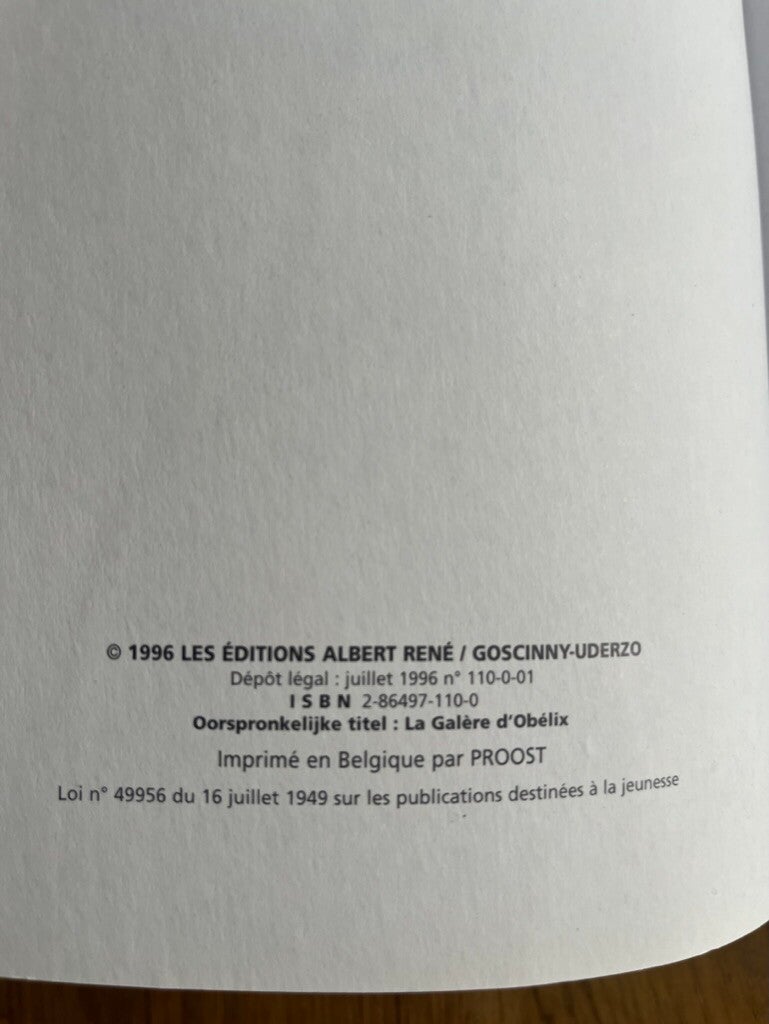 © 1996 LES ÉDITIONS ALBERT RENÉ / GOSCINNY-UDERZO
Dépôt légal : juillet 1996 n° 110-0-01
ISBN 2-86497-110-0
Oorspronkelijke titel : La Galère d'Obélix
Imprimé en Belgique par PROOST
Loi n° 49956 du 16 juillet 1949 sur les publications destinées à la jeunesse